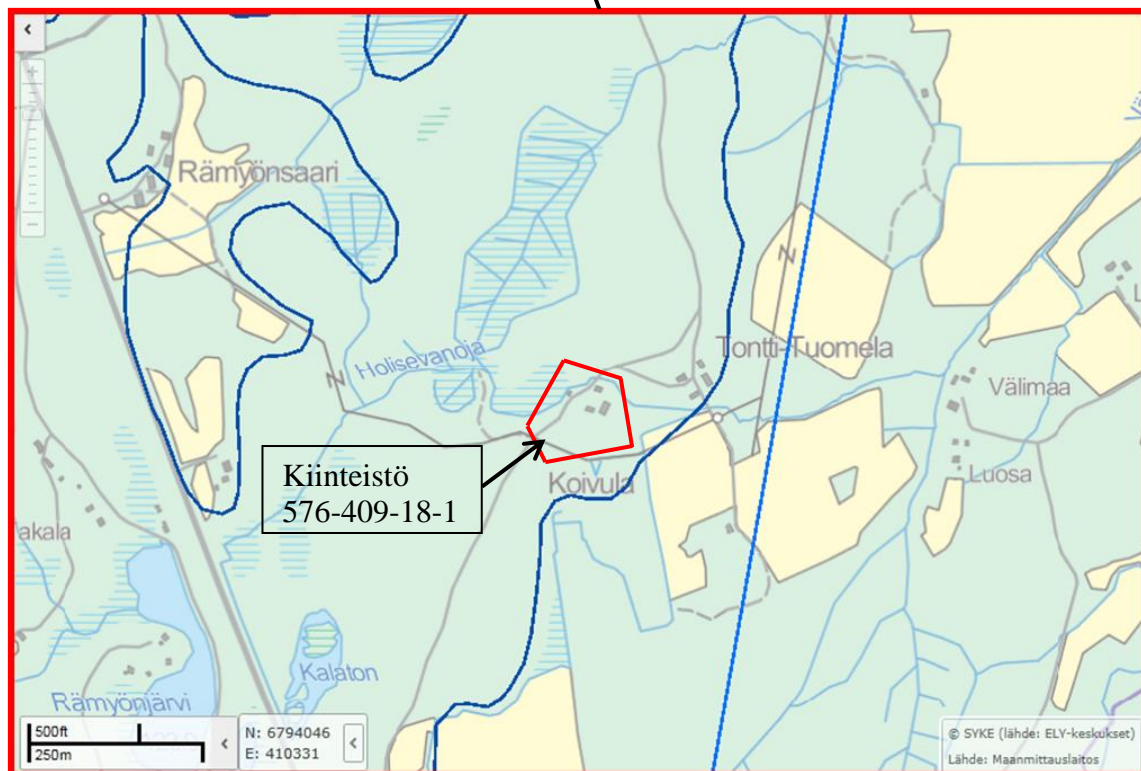 Rämyönsaari
N
Holisevanoja
N
Tontti-Tuomela
Välimaa
Kiinteistö
576-409-18-1
Koivula
Luosa
akala
Kalaton
Rämyönjärvi
500ft
250m
N: 6794046
E: 410331
© SYKE (lähde: ELY-keskukset)
Lähde: Maanmittauslaitos